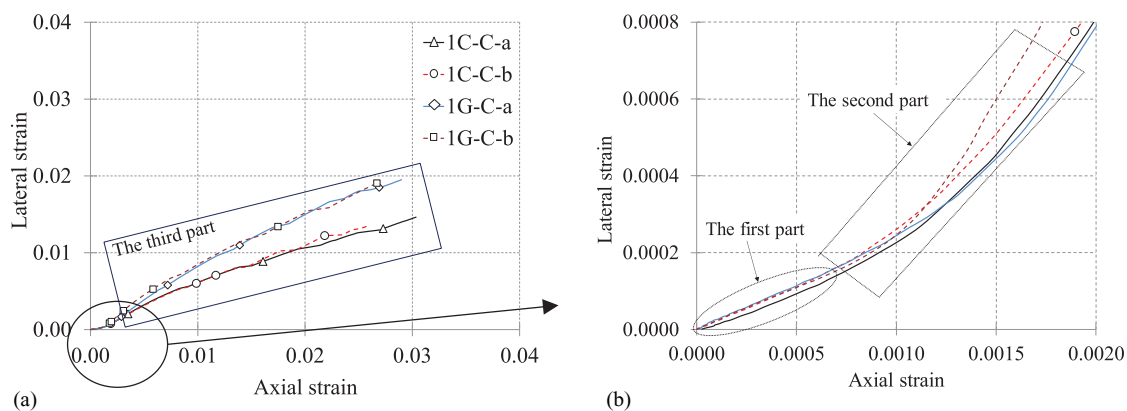 0.04
0.03
0.02
0.01
0.00
Lateral strain
1C-C-a
1C-C-b
1G-C-a
1G-C-b
The third part
0.00 0.01 0.02 0.03 0.04
Axial strain
(a)
0.0008
0.0006
0.0004
0.0002
0.0000
Lateral strain
The second part
The first part
0.0000 0.0005 0.0010 0.0015 0.0020
Axial strain
(b)